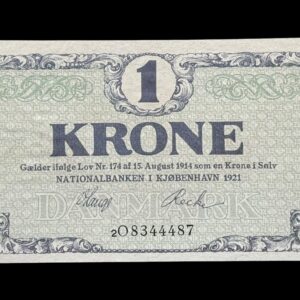 1
KRONE
Gælder ifølge Lov Nr. 174 af 15. August 1914 som en Krone i Sølv
NATIONALBANKEN I KJØBENHAVN 1921
DANMARK
2O8344487